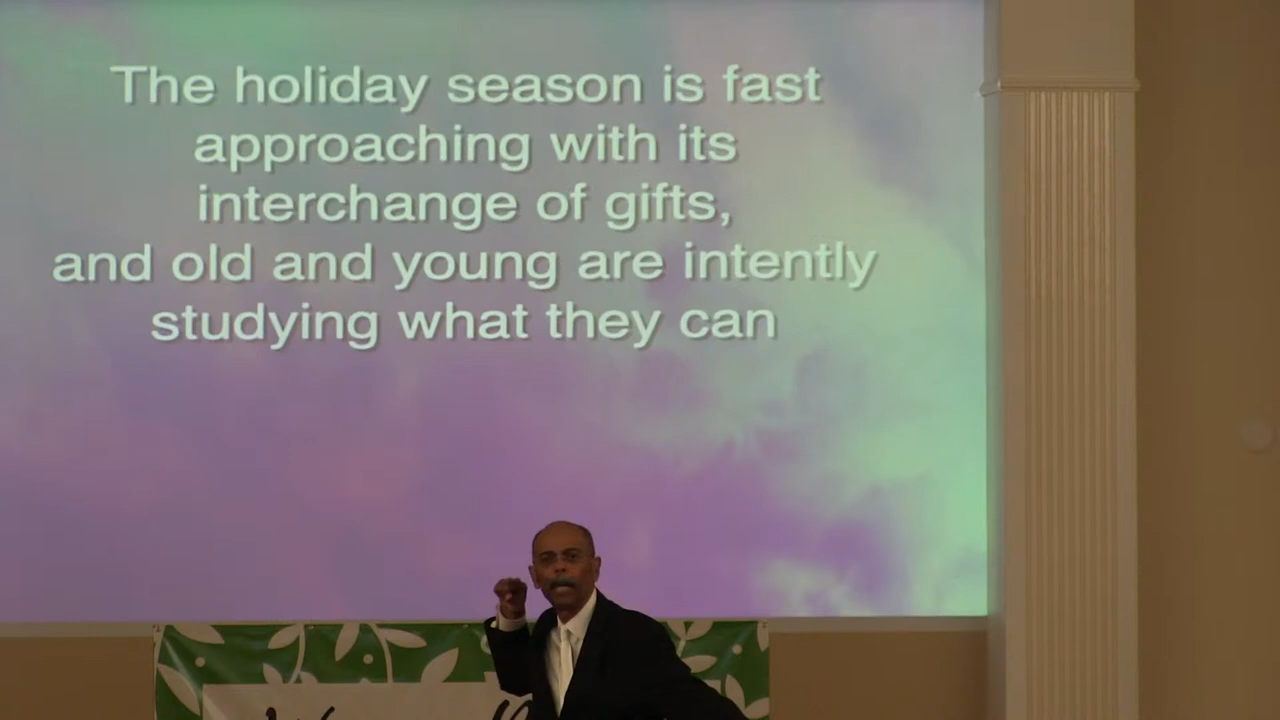 The holiday season is fast
approaching with its
interchange of gifts,
and old and young are intently
studying what they can